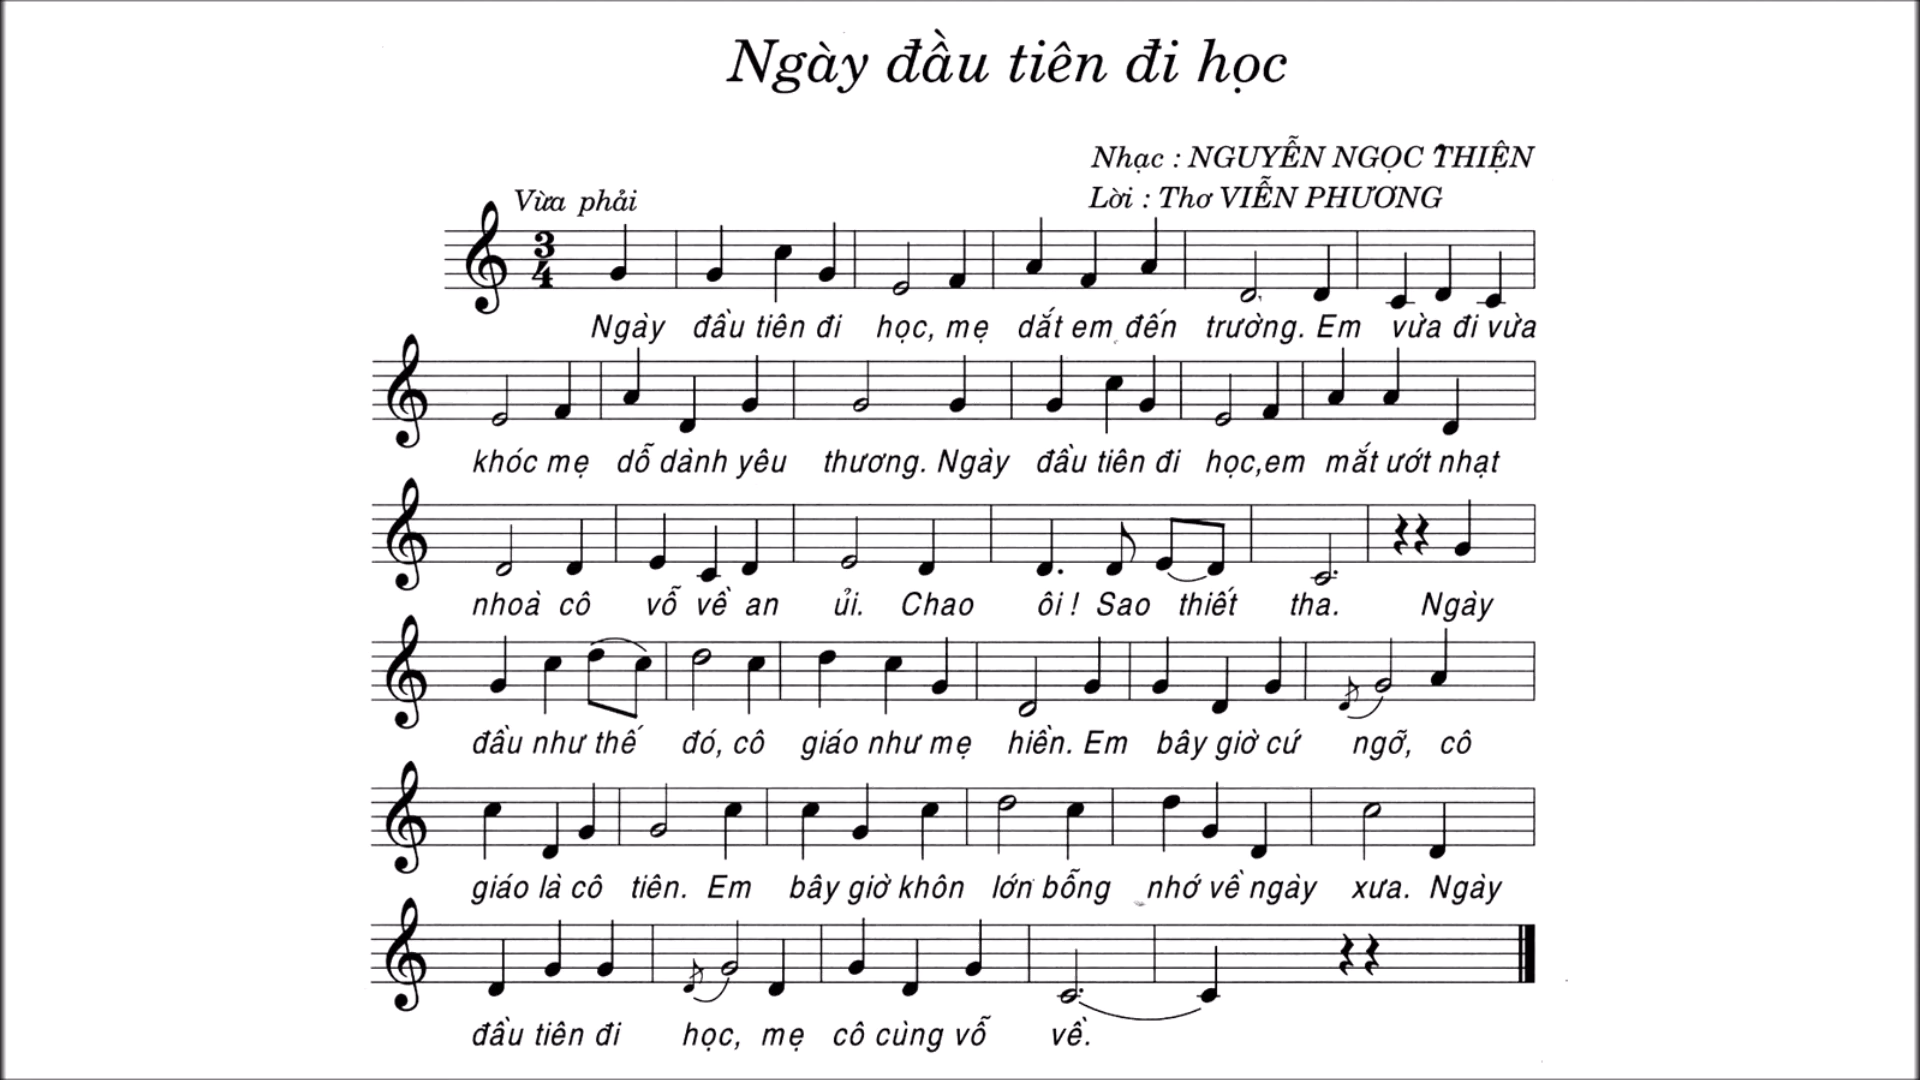 Ngày đầu tiên đi học
Nhạc : NGUYỄN NGỌC THIỆN
Vừa phải
Lời : Thơ VIỄN PHƯƠNG
3
4
Ngày đầu tiên đi học, mẹ dắt em đến trường. Em vừa đi vừa
khóc mẹ dỗ dành yêu thương. Ngày đầu tiên đi học,em mắt ướt nhạt
nhoà cô vỗ về an ủi. Chao ôi ! Sao thiết tha. Ngày
đầu như thế đó, cô giáo như mẹ hiền. Em bây giờ cứ ngỡ, cô
giáo là cô tiên. Em bây giờ khôn lớn bỗng nhớ về ngày xưa. Ngày
đầu tiên đi học, mẹ cô cùng vỗ về.